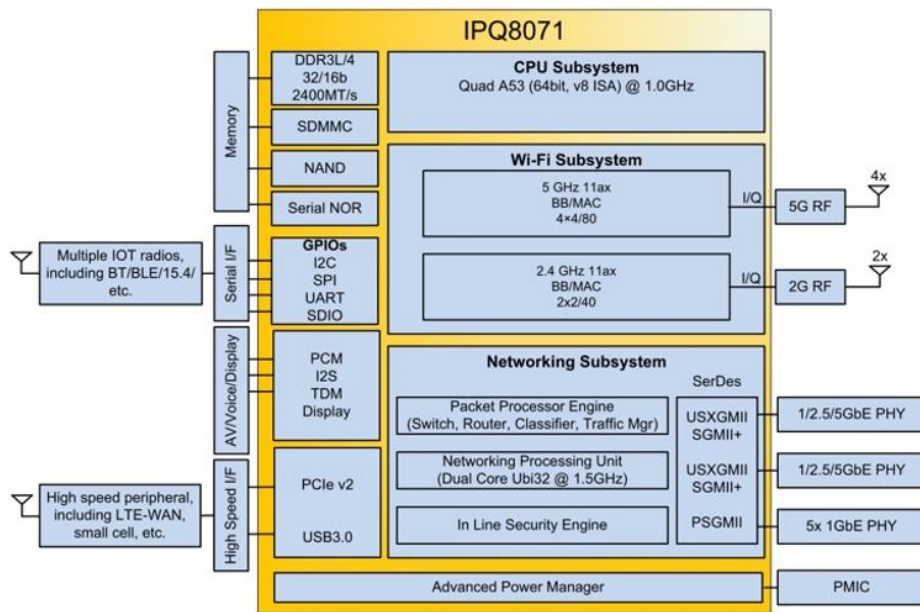 IPQ8071
DDR3L/4
32/16b
2400MT/s
SDMMC
NAND
Serial NOR
Memory
CPU Subsystem
Quad A53 (64bit, v8 ISA) @ 1.0GHz
Wi-Fi Subsystem
5 GHz 11ax
BB/MAC
4×4/80
I/Q
5G RF
4x
2.4 GHz 11ax
BB/MAC
2x2/40
I/Q
2G RF
2x
Multiple IOT radios,
including BT/BLE/15.4/
etc.
Serial I/F
GPIOs
I2C
SPI
UART
SDIO
AV/Voice/Display
PCM
I2S
TDM
Display
High speed peripheral,
including LTE-WAN,
small cell, etc.
High Speed I/F
PCIe v2
USB3.0
Networking Subsystem
SerDes
Packet Processor Engine
(Switch, Router, Classifier, Traffic Mgr)
Networking Processing Unit
(Dual Core Ubi32 @ 1.5GHz)
In Line Security Engine
USXGMII
SGMII+
USXGMII
SGMII+
PSGMII
1/2.5/5GbE PHY
1/2.5/5GbE PHY
5x 1GbE PHY
Advanced Power Manager
PMIC